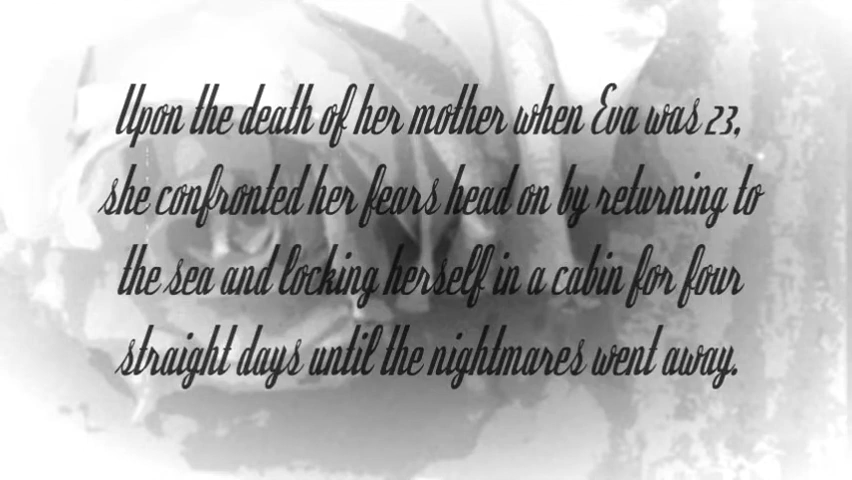 Upon the death of her mother when Eva was 23,
she confronted her fears head on by returning to
the sea and locking herself in a cabin for four
straight days until the nightmares went away.